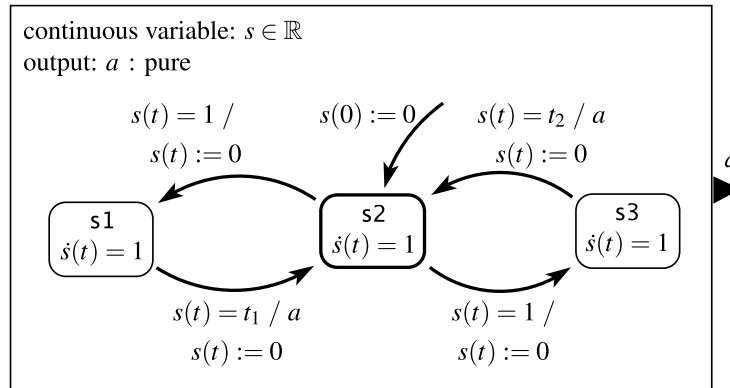 continuous variable: s ∈ ℝ
output: a : pure
s(t) = 1 /
s(t) := 0
s(0) := 0
s(t) = t₂ / a
s(t) := 0
s1
ṡ(t) = 1
s2
ṡ(t) = 1
s3
ṡ(t) = 1
s(t) = t₁ / a
s(t) := 0
s(t) = 1 /
s(t) := 0